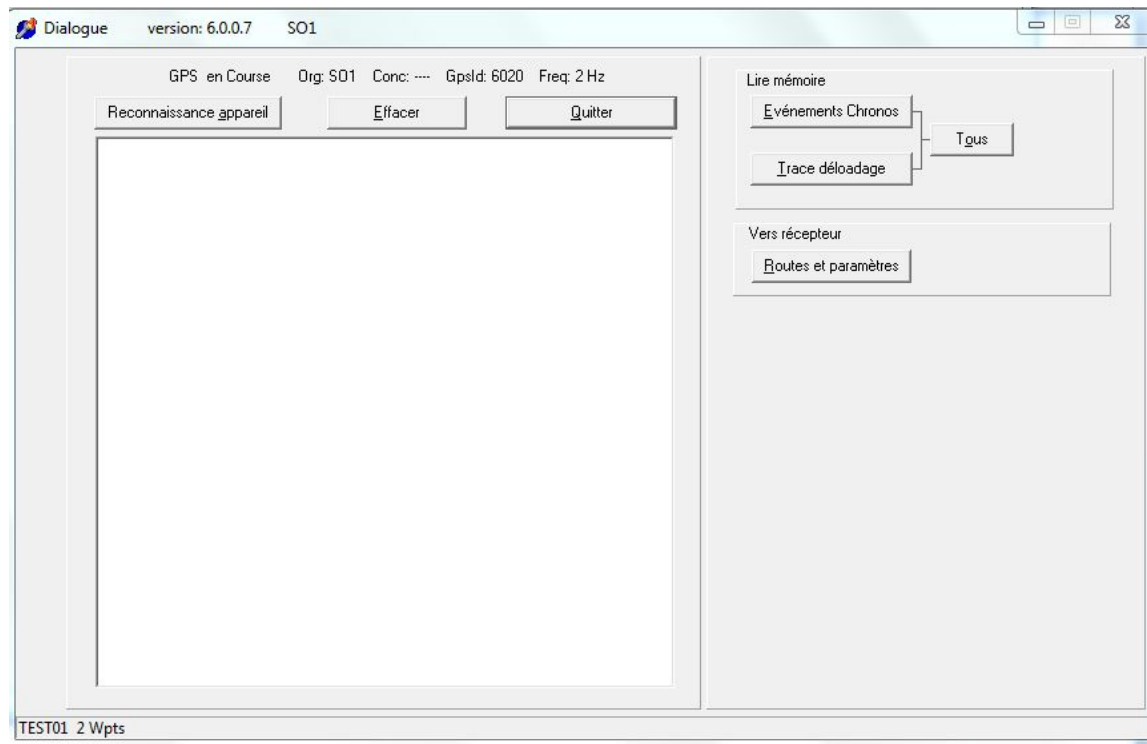 Dialogue version: 6.0.0.7 SO1
GPS en Course Org: SO1 Conc: ---- GpsId: 6020 Freq: 2 Hz
Reconnaissance appareil Effacer Quitter
Lire mémoire
Evénements Chronos
Tous
Trace déloadage
Vers récepteur
Routes et paramètres
TEST01 2 Wpts